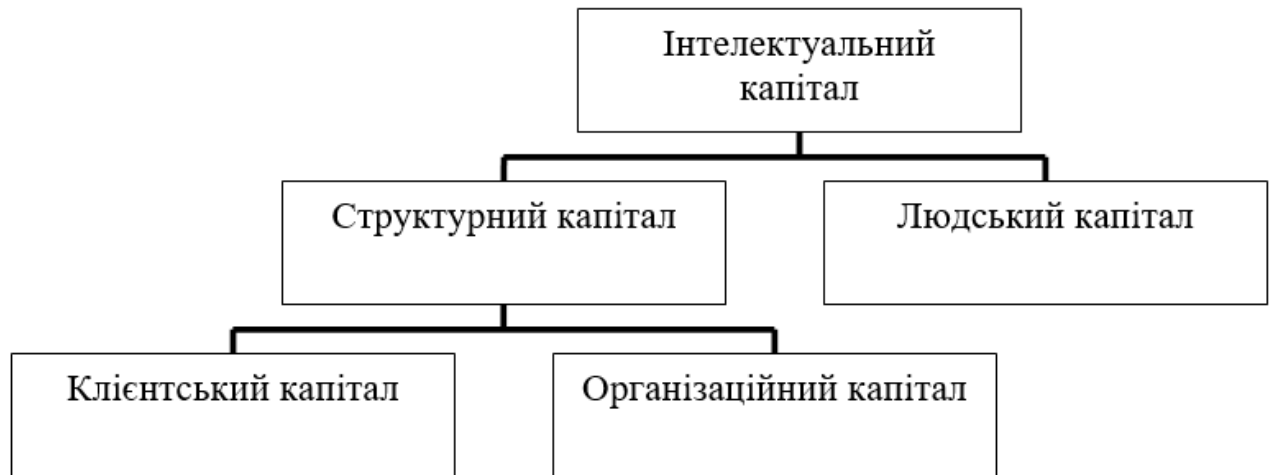 Інтелектуальний
капітал
Структурний капітал
Людський капітал
Клієнтський капітал
Організаційний капітал